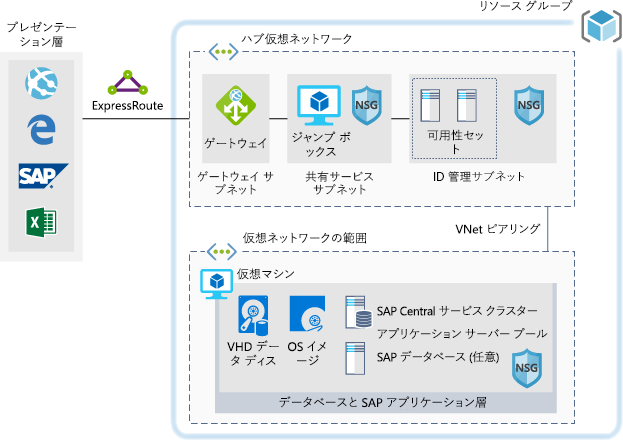 リソース グループ
プレゼンテー
ション層
SAP
ExpressRoute
ハブ仮想ネットワーク
ゲートウェイ
ゲートウェイ サ
ブネット
ジャンプ ボ
ックス
NSG
共有サービス
サブネット
可用性セッ
ト
NSG
ID 管理サブネット
VNet ピアリング
仮想ネットワークの範囲
仮想マシン
VHD デー
タ ディス
OS イメ
ージ
SAP Central サービス クラスター
アプリケーション サーバー プール
SAP データベース (任意)
NSG
データベースと SAP アプリケーション層